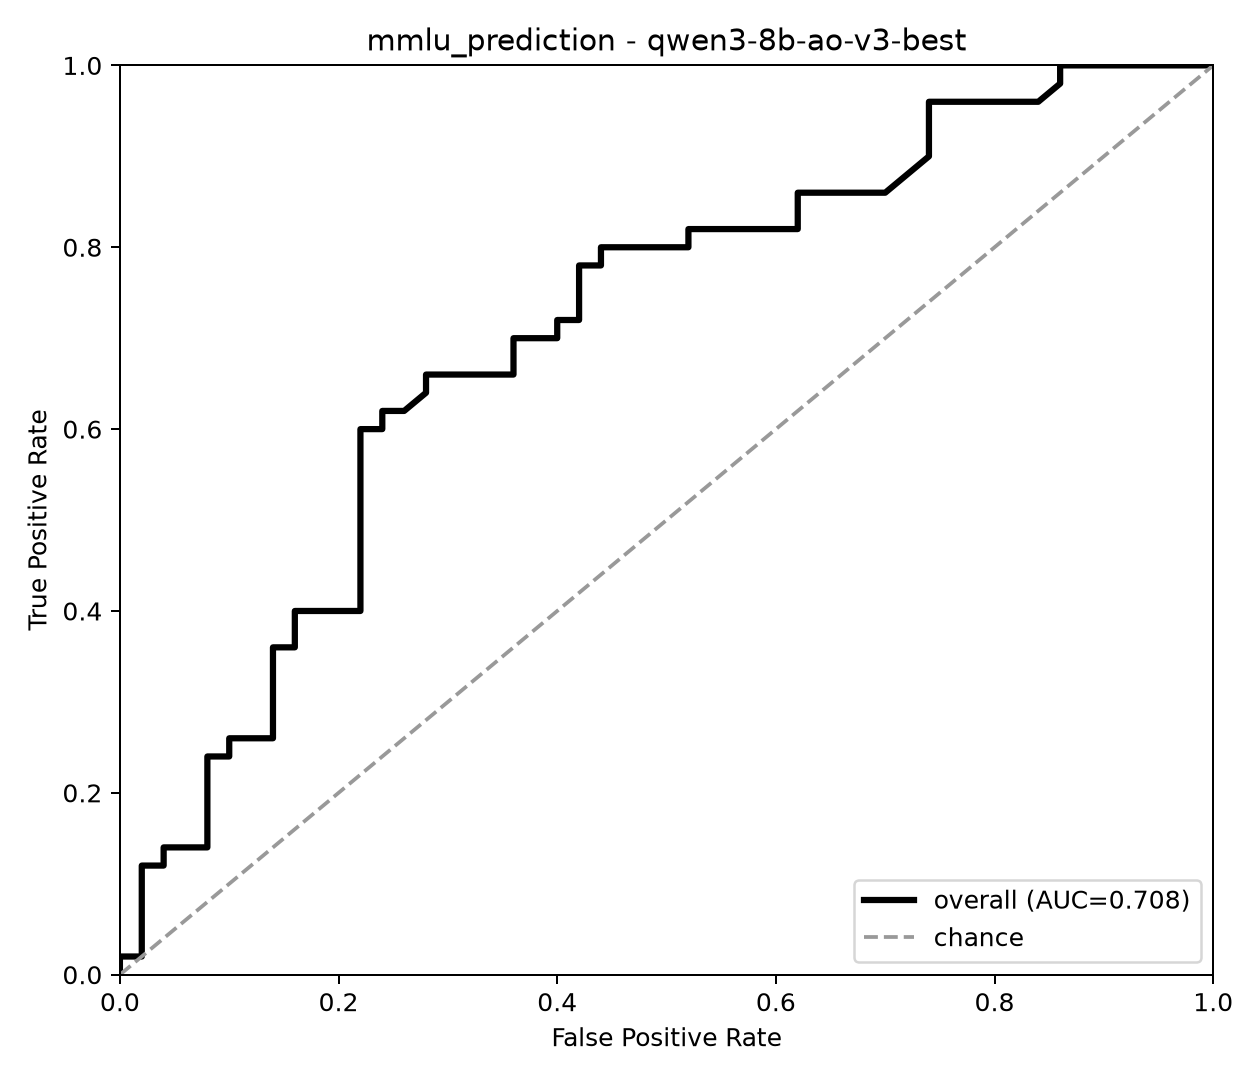 mmlu_prediction - qwen3-8b-ao-v3-best
1.0
0.8
0.6
0.4
0.2
0.0
True Positive Rate
overall (AUC=0.708)
chance
0.0 0.2 0.4 0.6 0.8 1.0
False Positive Rate